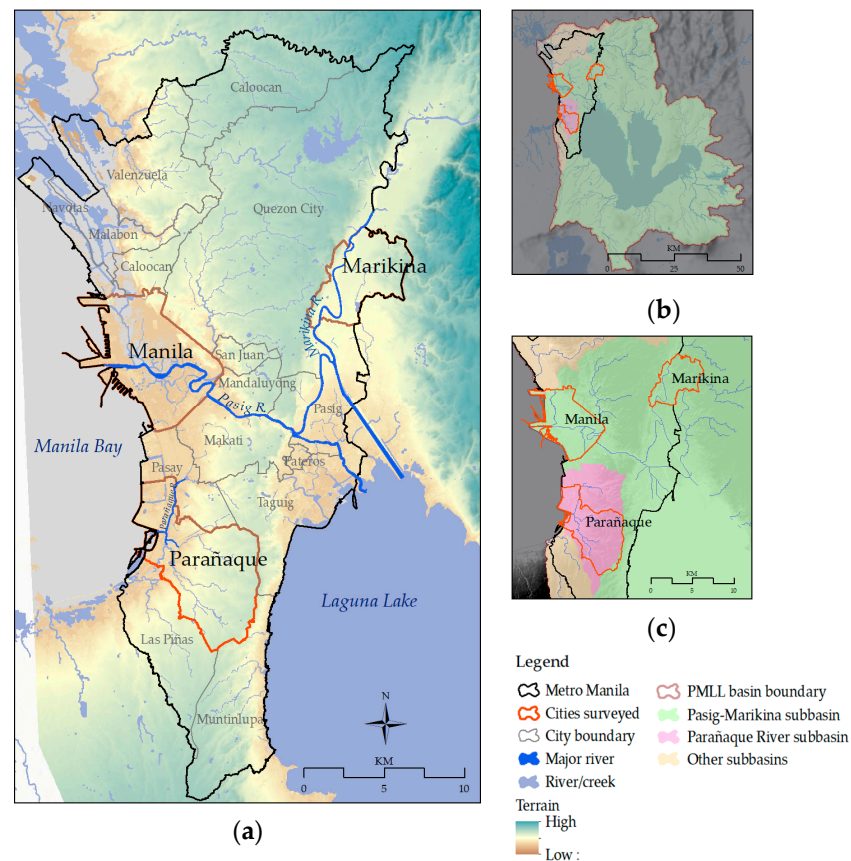 Caloocan
Valenzuela
Navotas
Quezon City
Malabon
Caloocan
Marikina
Marikina R.
Manila
San Juan
Mandaluyong
Pasig R.
Pasig
Manila Bay
Makati
Pasay
Pateros
Parañaque R.
Taguig
Parañaque
Laguna Lake
Las Piñas
Muntinlupa
N
KM
0 5 10
(a)
KM
0 25 50
(b)
Marikina
Manila
Parañaque
KM
0 5 10
(c)
Legend
Metro Manila
Cities surveyed
City boundary
Major river
River/creek
PMLL basin boundary
Pasig-Marikina subbasin
Parañaque River subbasin
Other subbasins
Terrain
High
Low :